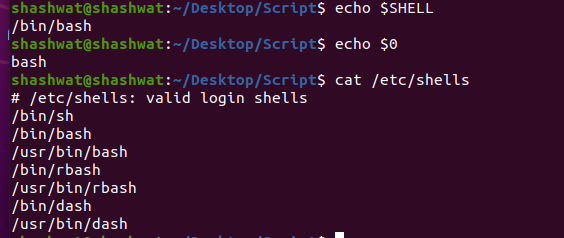 shashwat@shashwat:~/Desktop/Script$ echo $SHELL
/bin/bash
shashwat@shashwat:~/Desktop/Script$ echo $0
bash
shashwat@shashwat:~/Desktop/Script$ cat /etc/shells
# /etc/shells: valid login shells
/bin/sh
/bin/bash
/usr/bin/bash
/bin/rbash
/usr/bin/rbash
/bin/dash
/usr/bin/dash
shashwat@shashwat:~/Desktop/Script$